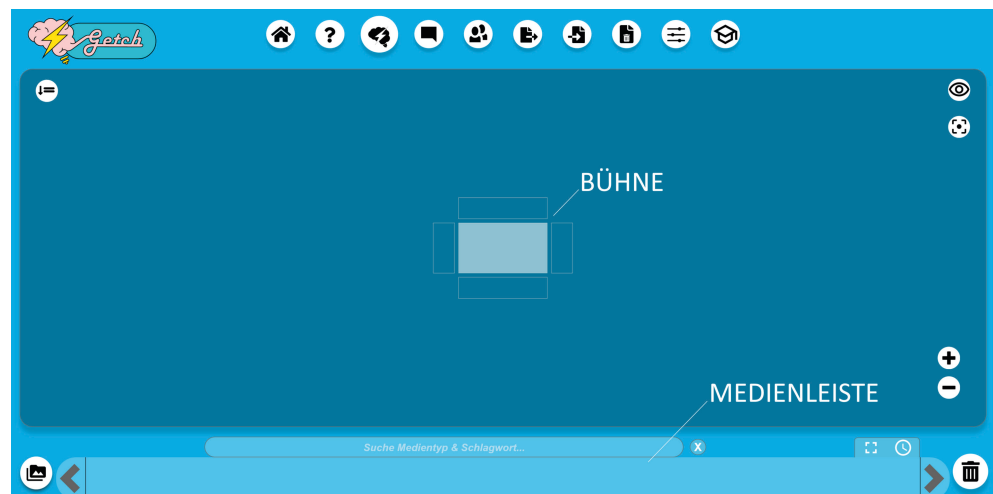 Getch
BÜHNE
MEDIENLEISTE
Suche Medientyp & Schlagwort...
X